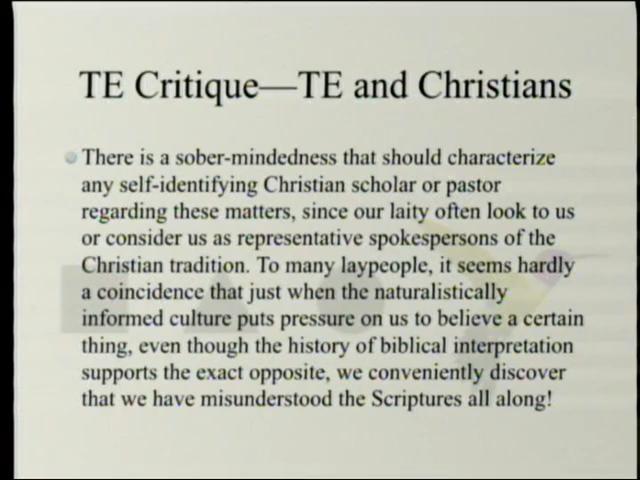 TE Critique—TE and Christians
There is a sober-mindedness that should characterize
any self-identifying Christian scholar or pastor
regarding these matters, since our laity often look to us
or consider us as representative spokespersons of the
Christian tradition. To many laypeople, it seems hardly
a coincidence that just when the naturalistically
informed culture puts pressure on us to believe a certain
thing, even though the history of biblical interpretation
supports the exact opposite, we conveniently discover
that we have misunderstood the Scriptures all along!